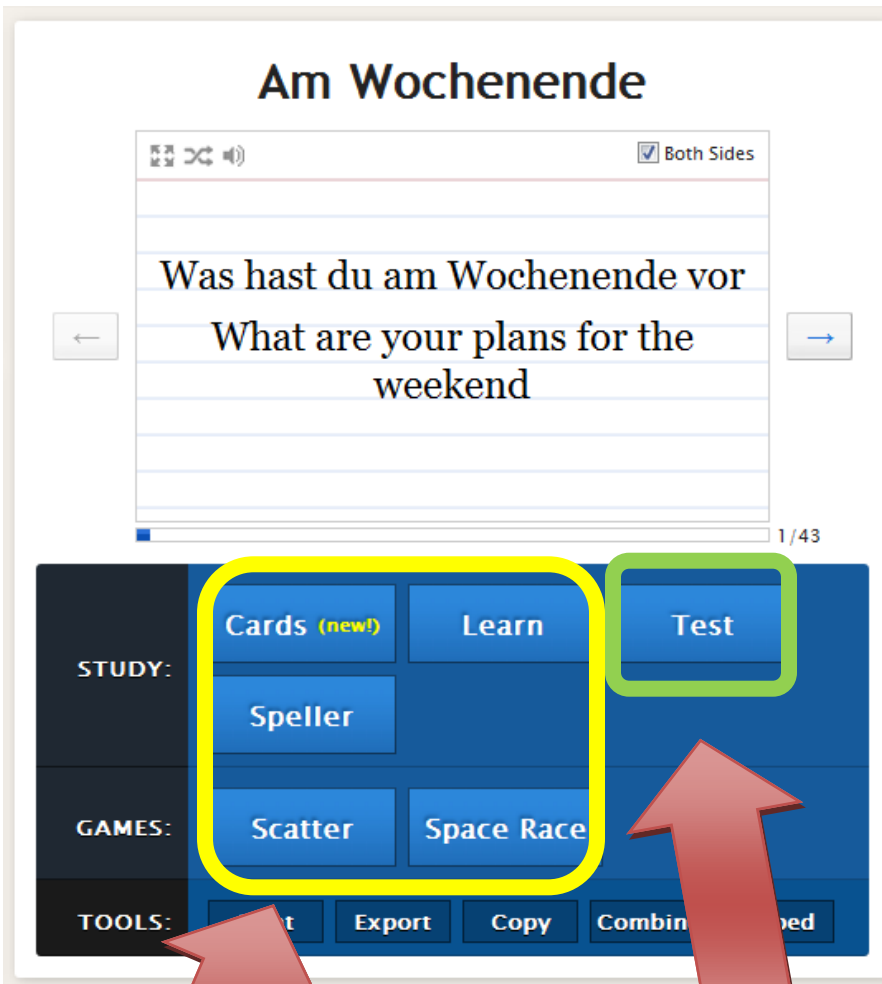 Am Wochenende
Both Sides
Was hast du am Wochenende vor
What are your plans for the
weekend
1/43
STUDY:
Cards (new!)
Learn
Test
Speller
GAMES:
Scatter
Space Race
TOOLS:
Export
Copy